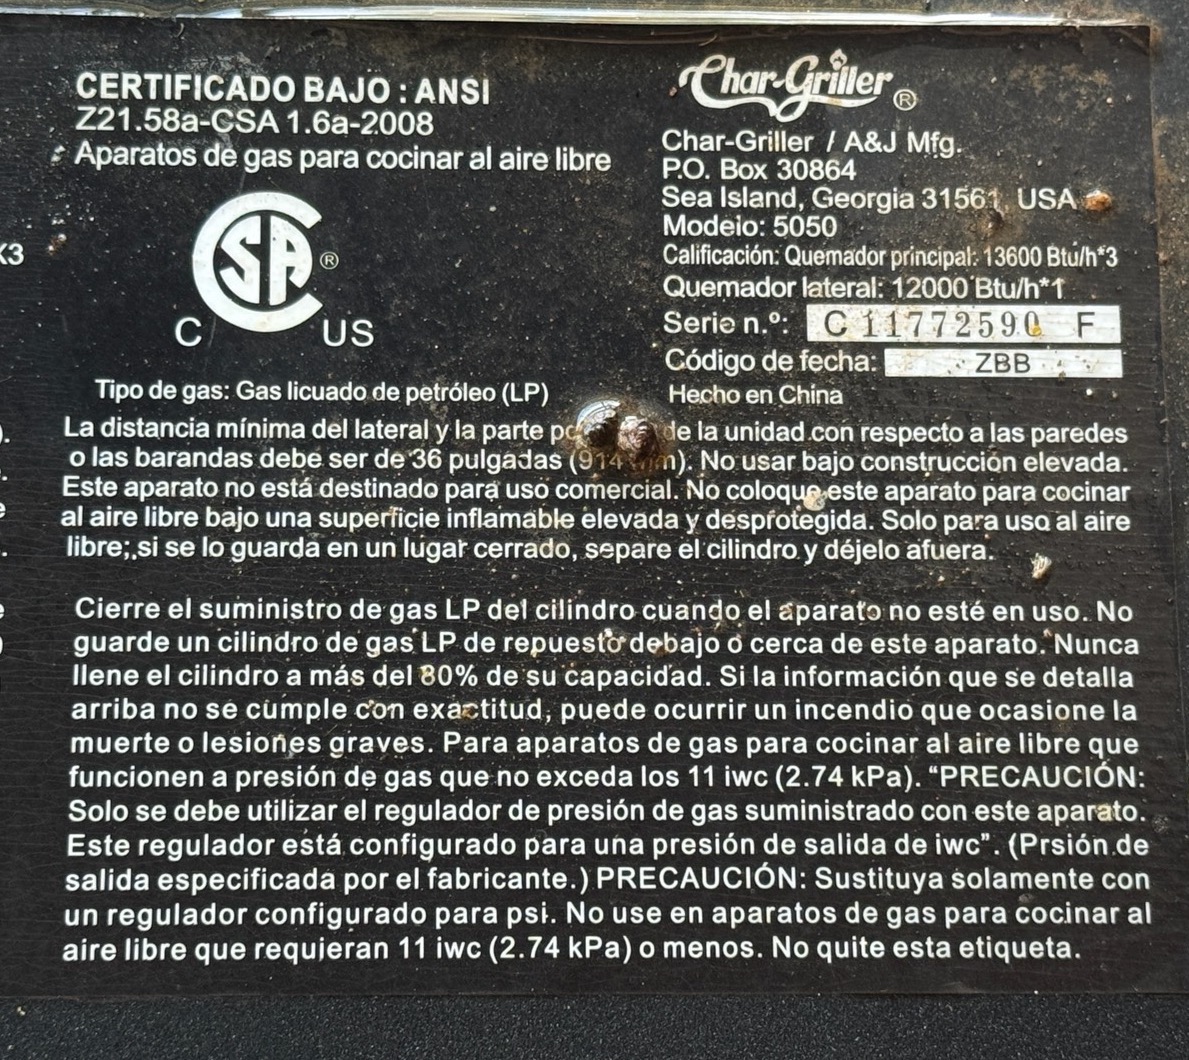 CERTIFICADO BAJO : ANSI
Z21.58a-CSA 1.6a-2008
Aparatos de gas para cocinar al aire libre
CSA ®
C US
Tipo de gas: Gas licuado de petróleo (LP)
Char-Griller ®
Char-Griller / A&J Mfg.
P.O. Box 30864
Sea Island, Georgia 31561, USA
Modeio: 5050
Calificación: Quemador principal: 13600 Btu/h*3
Quemador lateral: 12000 Btu/h*1
Serie n.º: C 11772590 F
Código de fecha: ZBB
Hecho en China
La distancia mínima del lateral y la parte de la unidad con respecto a las paredes
o las barandas debe ser de 36 pulgadas (914 mm). No usar bajo construcción elevada.
Este aparato no está destinado para uso comercial. No coloque este aparato para cocinar
al aire libre bajo una superficie inflamable elevada y desprotegida. Solo para uso al aire
libre; si se lo guarda en un lugar cerrado, separe el cilindro y déjelo afuera.
Cierre el suministro de gas LP del cilindro cuando el aparato no esté en uso. No
guarde un cilindro de gas LP de repuesto debajo o cerca de este aparato. Nunca
llene el cilindro a más del 80% de su capacidad. Si la información que se detalla
arriba no se cumple con exactitud, puede ocurrir un incendio que ocasione la
muerte o lesiones graves. Para aparatos de gas para cocinar al aire libre que
funcionen a presión de gas que no exceda los 11 iwc (2.74 kPa). “PRECAUCIÓN:
Solo se debe utilizar el regulador de presión de gas suministrado con este aparato.
Este regulador está configurado para una presión de salida de iwc”. (Prsión de
salida especificada por el fabricante.) PRECAUCIÓN: Sustituya solamente con
un regulador configurado para psi. No use en aparatos de gas para cocinar al
aire libre que requieran 11 iwc (2.74 kPa) o menos. No quite esta etiqueta.